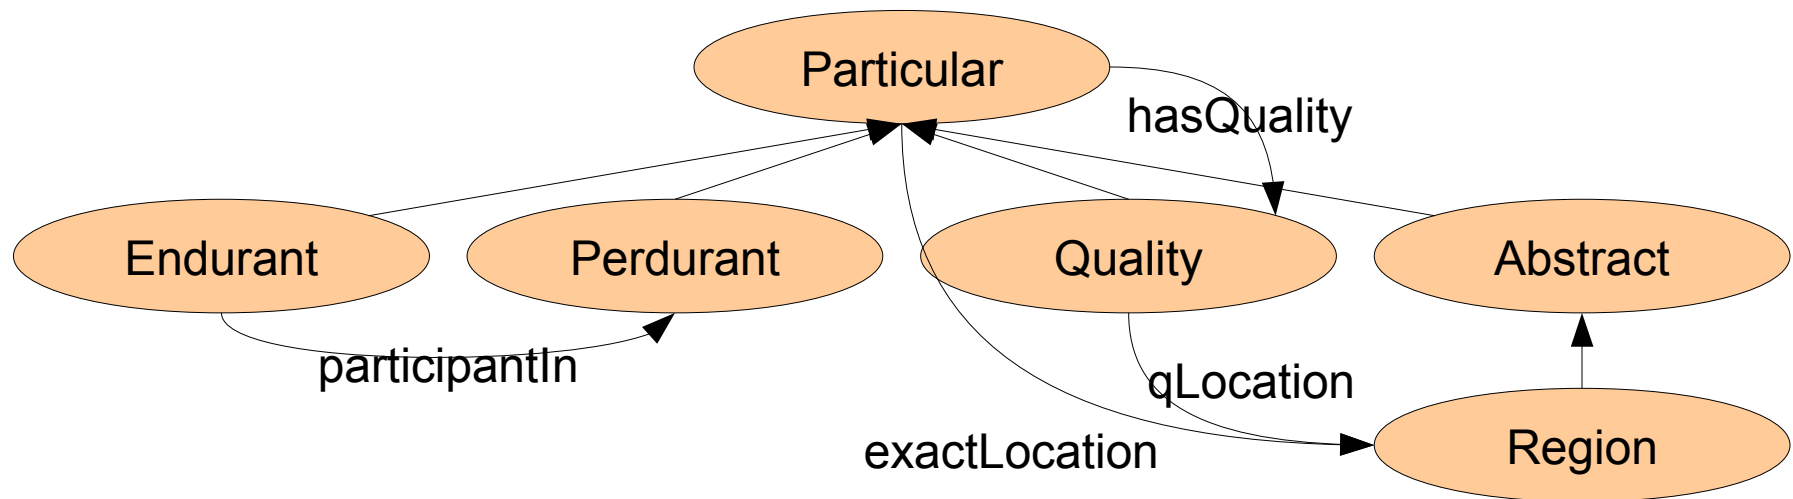 Particular
hasQuality
Endurant
Perdurant
Quality
Abstract
participantIn
qLocation
exactLocation
Region